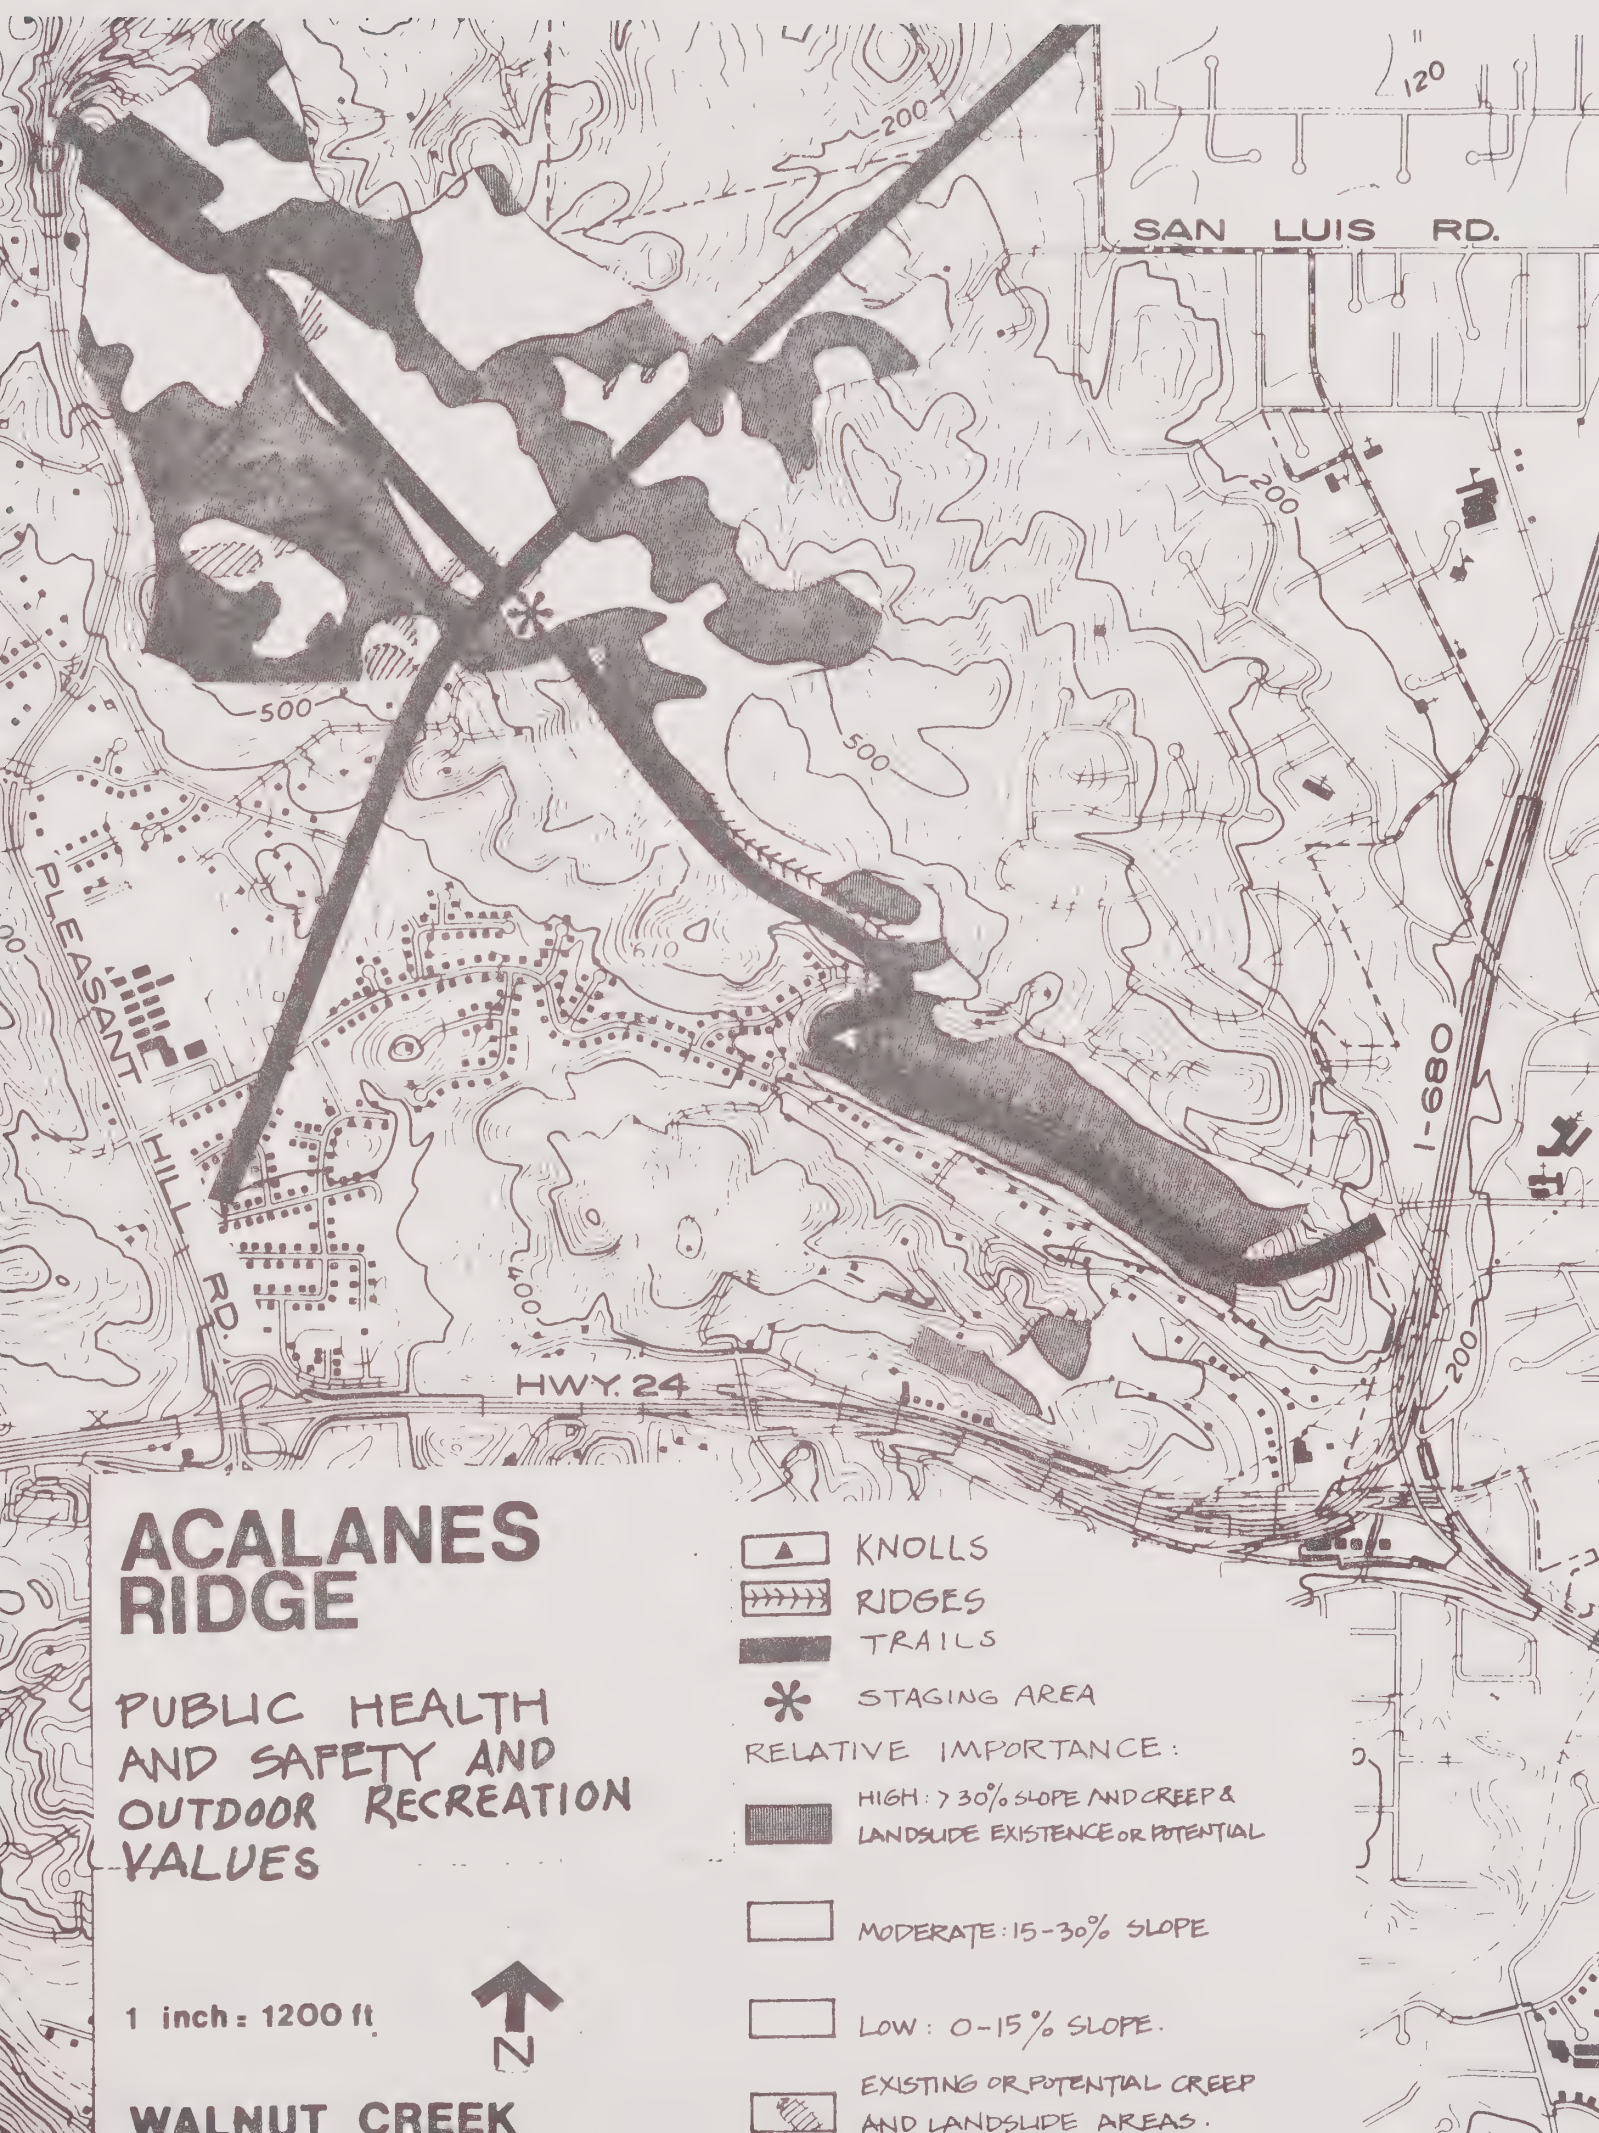 120
200
SAN LUIS RD.
200
500
500
PLEASANT
HILL
RD.
610
I-680
400
200
HWY. 24
ACALANES
RIDGE
PUBLIC HEALTH
AND SAFETY AND
OUTDOOR RECREATION
VALUES
1 inch = 1200 ft.
N
WALNUT CREEK
KNOLLS
RIDGES
TRAILS
STAGING AREA
RELATIVE IMPORTANCE:
HIGH: >30% SLOPE AND CREEP &
LANDSLIDE EXISTENCE OR POTENTIAL
MODERATE: 15-30% SLOPE
LOW: 0-15% SLOPE.
EXISTING OR POTENTIAL CREEP
AND LANDSLIDE AREAS.